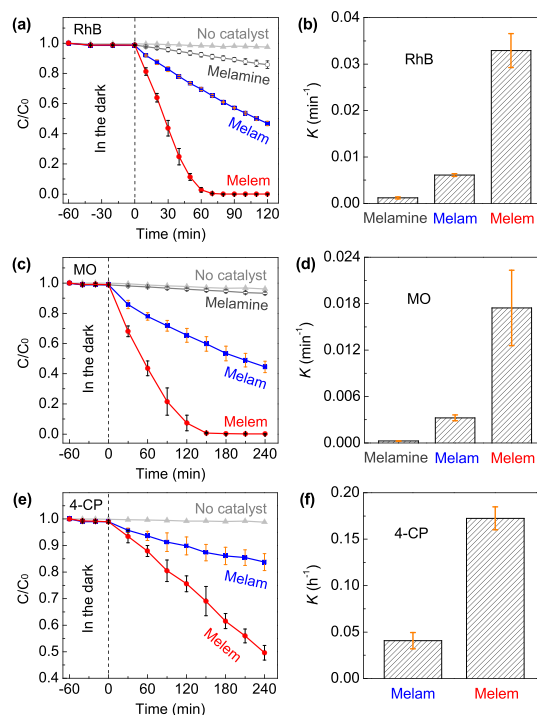 (a)
RhB
No catalyst
Melamine
Melam
Melem
In the dark
C/C0
1.0
0.8
0.6
0.4
0.2
0.0
-60 -30 0 30 60 90 120
Time (min)
(b)
RhB
K (min-1)
0.04
0.03
0.02
0.01
0.00
Melamine Melam Melem
(c)
MO
No catalyst
Melamine
Melam
Melem
In the dark
C/C0
1.0
0.8
0.6
0.4
0.2
0.0
-60 0 60 120 180 240
Time (min)
(d)
MO
K (min-1)
0.024
0.018
0.012
0.006
0.000
Melamine Melam Melem
(e)
4-CP
No catalyst
Melam
Melem
In the dark
C/C0
1.0
0.9
0.8
0.7
0.6
0.5
0.4
-60 0 60 120 180 240
Time (min)
(f)
4-CP
K (h-1)
0.20
0.15
0.10
0.05
0.00
Melam Melem